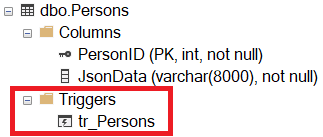 dbo.Persons
Columns
PersonID (PK, int, not null)
JsonData (varchar(8000), not null)
Triggers
tr_Persons